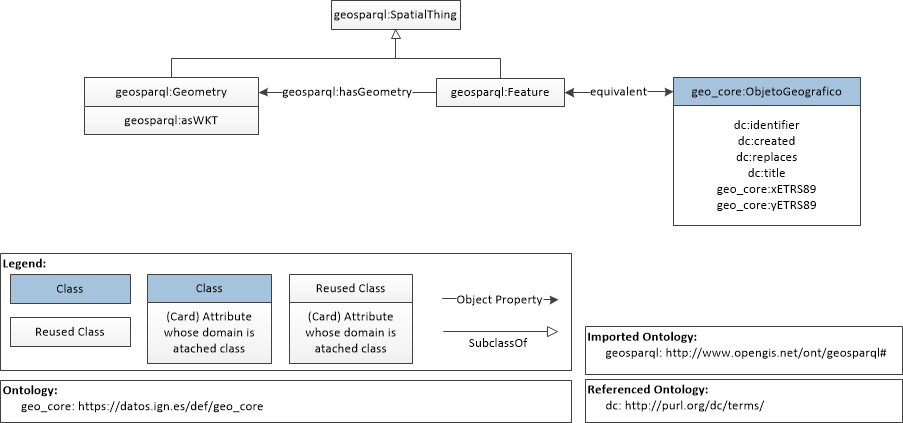 geosparql:SpatialThing
geosparql:Geometry
geosparql:asWKT
geosparql:hasGeometry
geosparql:Feature
equivalent
geo_core:ObjetoGeografico
dc:identifier
dc:created
dc:replaces
dc:title
geo_core:xETRS89
geo_core:yETRS89
Legend:
Class
Reused Class
Class
(Card) Attribute
whose domain is
atached class
Reused Class
(Card) Attribute
whose domain is
atached class
Object Property
SubclassOf
Imported Ontology:
geosparql: http://www.opengis.net/ont/geosparql#
Ontology:
geo_core: https://datos.ign.es/def/geo_core
Referenced Ontology:
dc: http://purl.org/dc/terms/